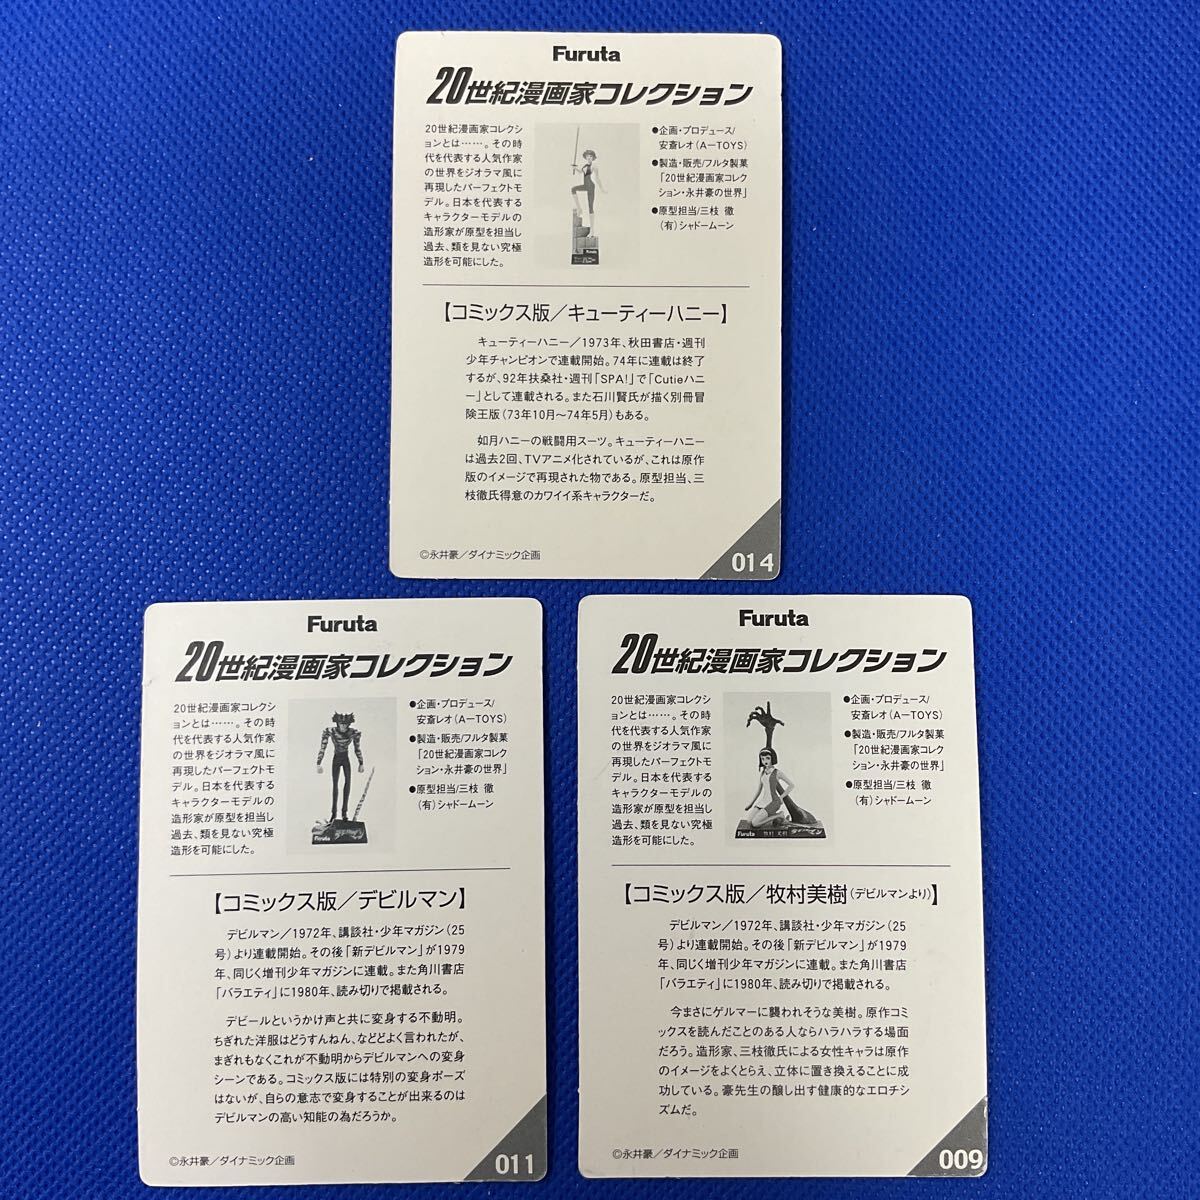 Furuta
20世紀漫画家コレクション
20世紀漫画家コレクシ
ョンとは……。その時
代を代表する人気作家
の世界をジオラマ風に
再現したパーフェクトモ
デル。日本を代表する
キャラクターモデルの
造形家が原型を担当し
過去、類を見ない究極
造形を可能にした。
Furuta
ハニー
●企画・プロデュース/
安斎レオ(A-TOYS)
●製造・販売/フルタ製菓
「20世紀漫画家コレク
ション・永井豪の世界」
●原型担当/三枝 徹
(有)シャドームーン
【コミックス版/キューティーハニー】
キューティーハニー/1973年、秋田書店・週刊
少年チャンピオンで連載開始。74年に連載は終了
するが、92年扶桑社・週刊「SPA!」で「Cutieハニ
ー」として連載される。また石川賢氏が描く別冊冒
険王版(73年10月〜74年5月)もある。
如月ハニーの戦闘用スーツ。キューティーハニー
は過去2回、TVアニメ化されているが、これは原作
版のイメージで再現された物である。原型担当、三
枝徹氏得意のカワイイ系キャラクターだ。
©永井豪/ダイナミック企画
014
Furuta
20世紀漫画家コレクション
20世紀漫画家コレクシ
ョンとは……。その時
代を代表する人気作家
の世界をジオラマ風に
再現したパーフェクトモ
デル。日本を代表する
キャラクターモデルの
造形家が原型を担当し
過去、類を見ない究極
造形を可能にした。
Furuta
デビルマン
●企画・プロデュース/
安斎レオ(A-TOYS)
●製造・販売/フルタ製菓
「20世紀漫画家コレク
ション・永井豪の世界」
●原型担当/三枝 徹
(有)シャドームーン
【コミックス版/デビルマン】
デビルマン/1972年、講談社・少年マガジン(25
号)より連載開始。その後「新デビルマン」が1979
年、同じく増刊少年マガジンに連載。また角川書店
「バラエティ」に1980年、読み切りで掲載される。
デビールというかけ声と共に変身する不動明。
ちぎれた洋服はどうすんねん、などどよく言われたが、
まぎれもなくこれが不動明からデビルマンへの変身
シーンである。コミックス版には特別の変身ポーズ
はないが、自らの意志で変身することが出来るのは
デビルマンの高い知能の為だろうか。
©永井豪/ダイナミック企画
011
Furuta
20世紀漫画家コレクション
20世紀漫画家コレクシ
ョンとは……。その時
代を代表する人気作家
の世界をジオラマ風に
再現したパーフェクトモ
デル。日本を代表する
キャラクターモデルの
造形家が原型を担当し
過去、類を見ない究極
造形を可能にした。
Furuta
牧村 美樹
デビルマン
●企画・プロデュース/
安斎レオ(A-TOYS)
●製造・販売/フルタ製菓
「20世紀漫画家コレク
ション・永井豪の世界」
●原型担当/三枝 徹
(有)シャドームーン
【コミックス版/牧村美樹(デビルマンより)】
デビルマン/1972年、講談社・少年マガジン(25
号)より連載開始。その後「新デビルマン」が1979
年、同じく増刊少年マガジンに連載。また角川書店
「バラエティ」に1980年、読み切りで掲載される。
今まさにゲルマーに襲われそうな美樹。原作コミ
ックスを読んだことのある人ならハラハラする場面
だろう。造形家、三枝徹氏による女性キャラは原作
のイメージをよくとらえ、立体に置き換えることに成
功している。豪先生の醸し出す健康的なエロチシ
ズムだ。
©永井豪/ダイナミック企画
009